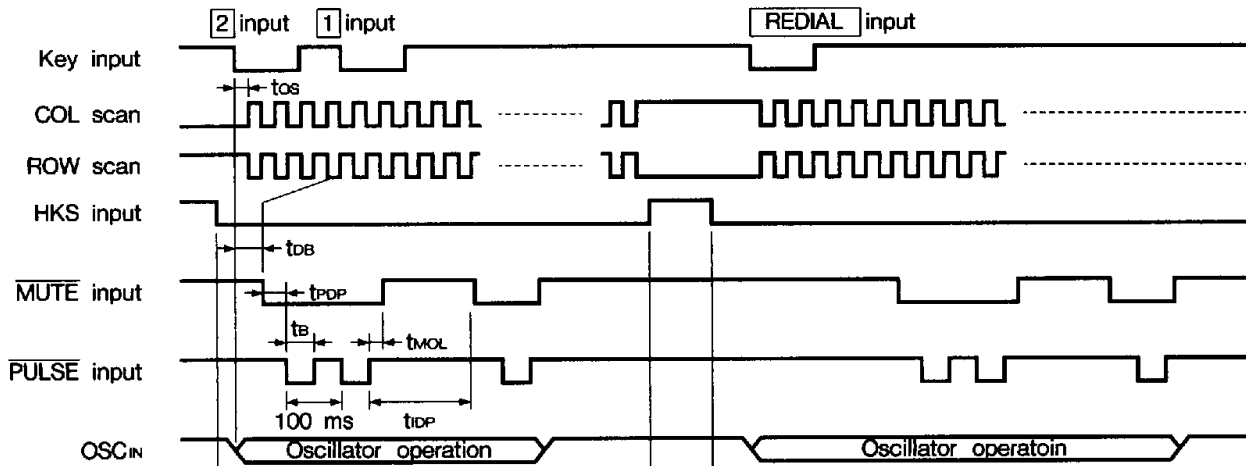 2 input 1 input REDIAL input
Key input
tOS
COL scan
ROW scan
HKS input
tDB
MUTE input
tPDP
tB
tMOL
PULSE input
100 ms tIDP
OSCIN Oscillator operation Oscillator operatoin